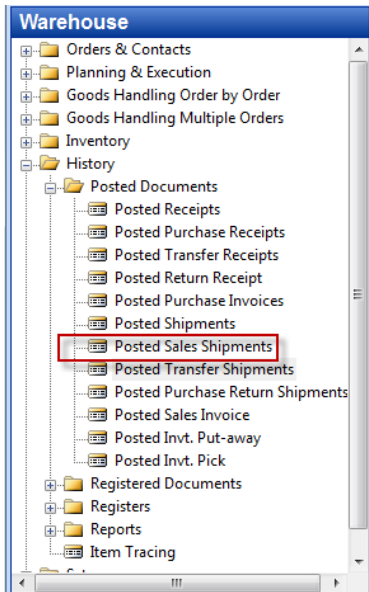 Warehouse
Orders & Contacts
Planning & Execution
Goods Handling Order by Order
Goods Handling Multiple Orders
Inventory
History
Posted Documents
Posted Receipts
Posted Purchase Receipts
Posted Transfer Receipts
Posted Return Receipt
Posted Purchase Invoices
Posted Shipments
Posted Sales Shipments
Posted Transfer Shipments
Posted Purchase Return Shipments
Posted Sales Invoice
Posted Invt. Put-away
Posted Invt. Pick
Registered Documents
Registers
Reports
Item Tracing